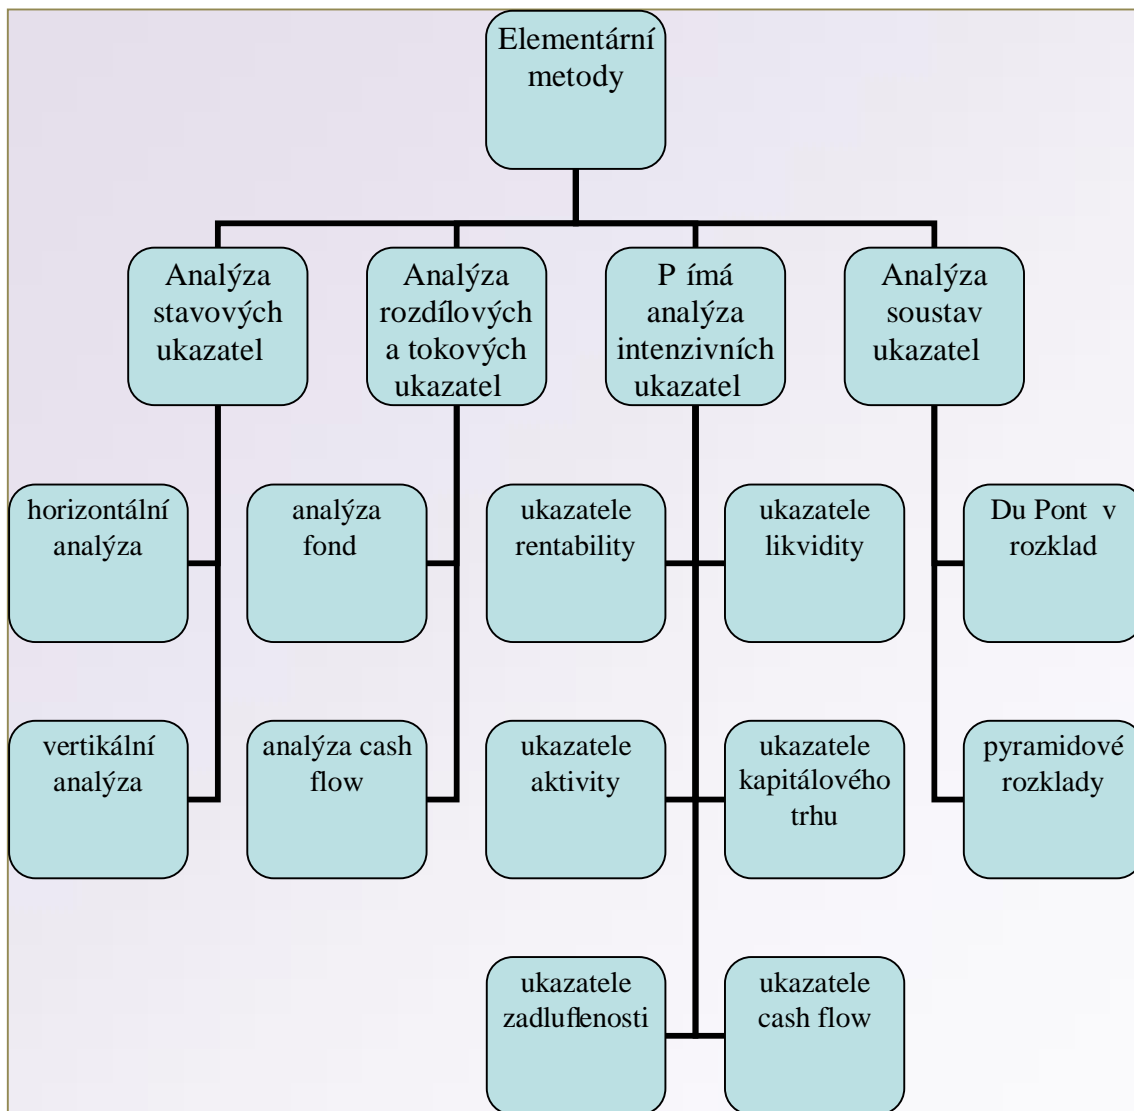 Elementární
metody
Analýza
stavových
ukazatel
Analýza
rozdílových
a tokových
ukazatel
P ímá
analýza
intenzivních
ukazatel
Analýza
soustav
ukazatel
horizontální
analýza
analýza
fond
ukazatele
rentability
ukazatele
likvidity
Du Pont v
rozklad
vertikální
analýza
analýza cash
flow
ukazatele
aktivity
ukazatele
kapitálového
trhu
pyramidové
rozklady
ukazatele
zadluflenosti
ukazatele
cash flow